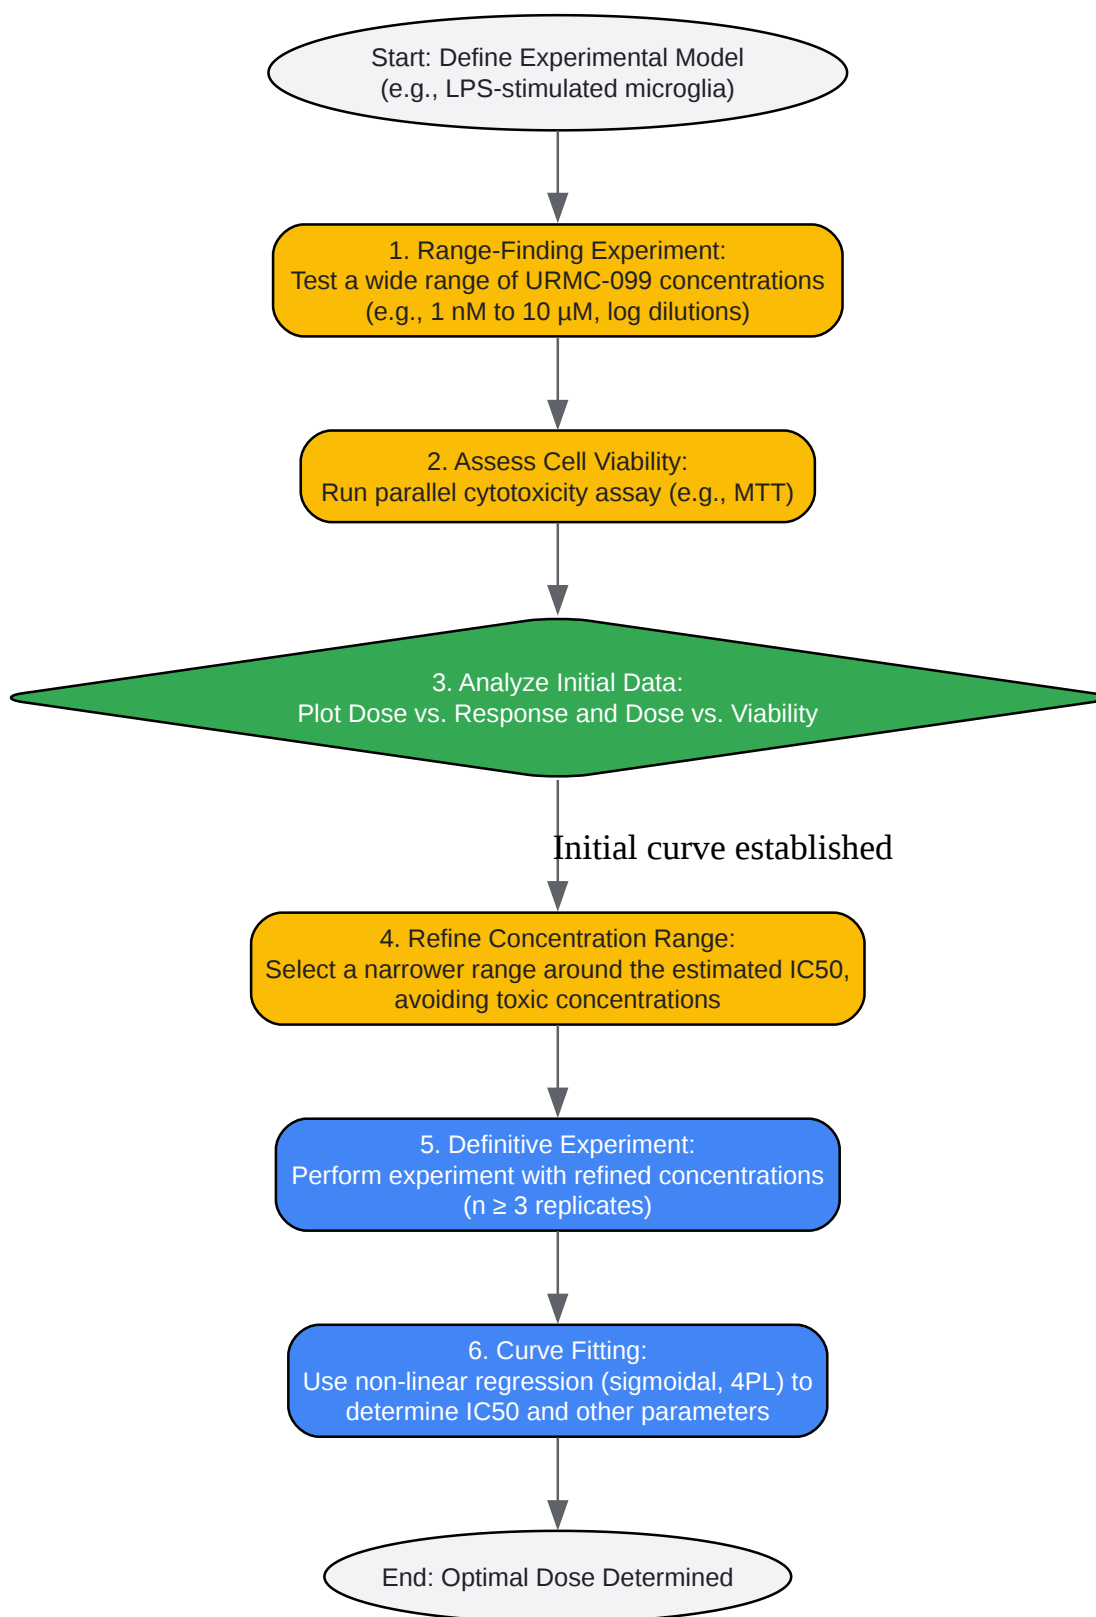 Start: Define Experimental Model
(e.g., LPS-stimulated microglia)
1. Range-Finding Experiment:
Test a wide range of URMC-099 concentrations
(e.g., 1 nM to 10 µM, log dilutions)
2. Assess Cell Viability:
Run parallel cytotoxicity assay (e.g., MTT)
3. Analyze Initial Data:
Plot Dose vs. Response and Dose vs. Viability
Initial curve established
4. Refine Concentration Range:
Select a narrower range around the estimated IC50,
avoiding toxic concentrations
5. Definitive Experiment:
Perform experiment with refined concentrations
(n ≥ 3 replicates)
6. Curve Fitting:
Use non-linear regression (sigmoidal, 4PL) to
determine IC50 and other parameters
End: Optimal Dose Determined